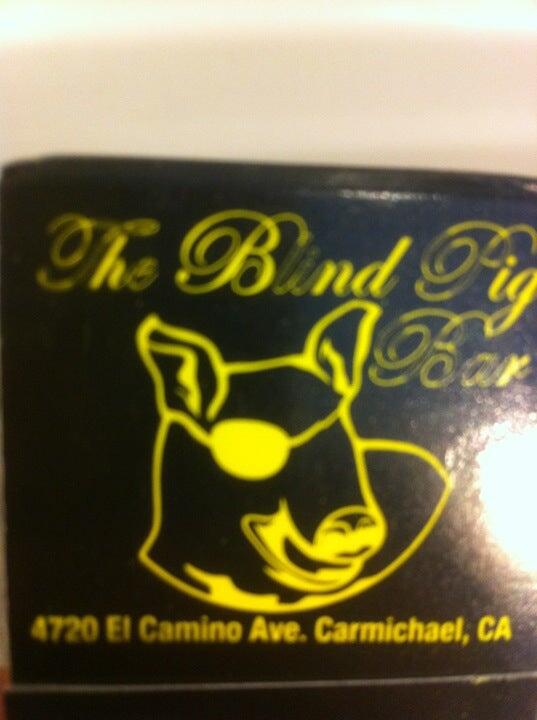 The Blind Pig
Bar
4720 El Camino Ave. Carmichael, CA